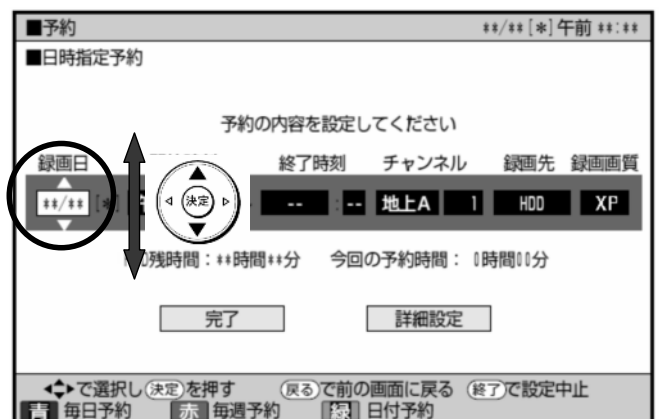 ■予約 **/**[*]午前 **:**
■日時指定予約
予約の内容を設定してください
録画日 終了時刻 チャンネル 録画先 録画画質
**/** [*] 決定 -- : -- 地上A 1 HDD XP
残時間：**時間**分 今回の予約時間： 0時間00分
完了 詳細設定
で選択し 決定 を押す 戻る で前の画面に戻る 終了 で設定中止
青 毎日予約 赤 毎週予約 緑 日付予約